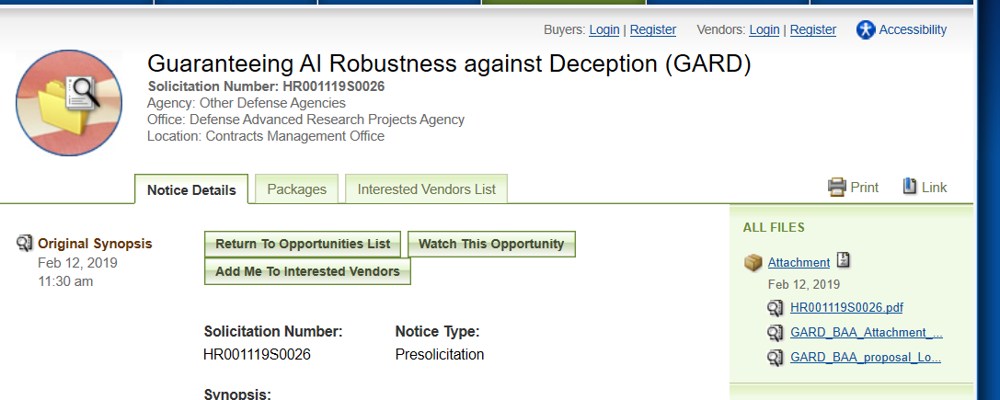 Buyers: Login | Register Vendors: Login | Register Accessibility
Guaranteeing AI Robustness against Deception (GARD)
Solicitation Number: HR001119S0026
Agency: Other Defense Agencies
Office: Defense Advanced Research Projects Agency
Location: Contracts Management Office
Notice Details Packages Interested Vendors List Print Link
Original Synopsis
Feb 12, 2019
11:30 am
Return To Opportunities List Watch This Opportunity
Add Me To Interested Vendors
Solicitation Number: Notice Type:
HR001119S0026 Presolicitation
Synopsis:
ALL FILES
Attachment
Feb 12, 2019
HR001119S0026.pdf
GARD_BAA_Attachment_...
GARD_BAA_proposal_Lo...